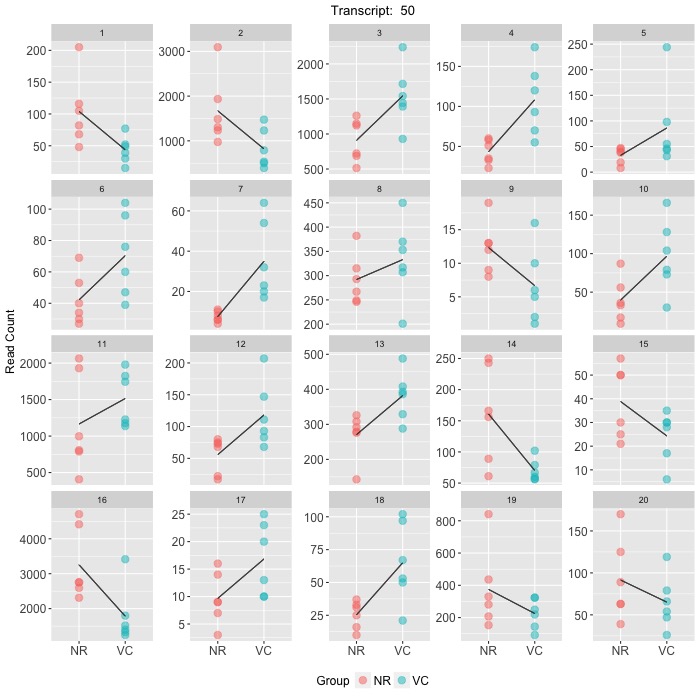 Transcript: 50
1 2 3 4 5
200 150 100 50
3000 2000 1000
2000 1500 1000 500
150 100 50
250 200 150 100 50 0
6 7 8 9 10
100 80 60 40
60 40 20
450 400 350 300 250 200
15 10 5
150 100 50
Read Count
11 12 13 14 15
2000 1500 1000 500
200 150 100 50
500 400 300 200
250 200 150 100 50
50 40 30 20 10
16 17 18 19 20
4000 3000 2000
25 20 15 10 5
100 75 50 25
800 600 400 200
150 100 50
NR VC NR VC NR VC NR VC NR VC
Group NR VC